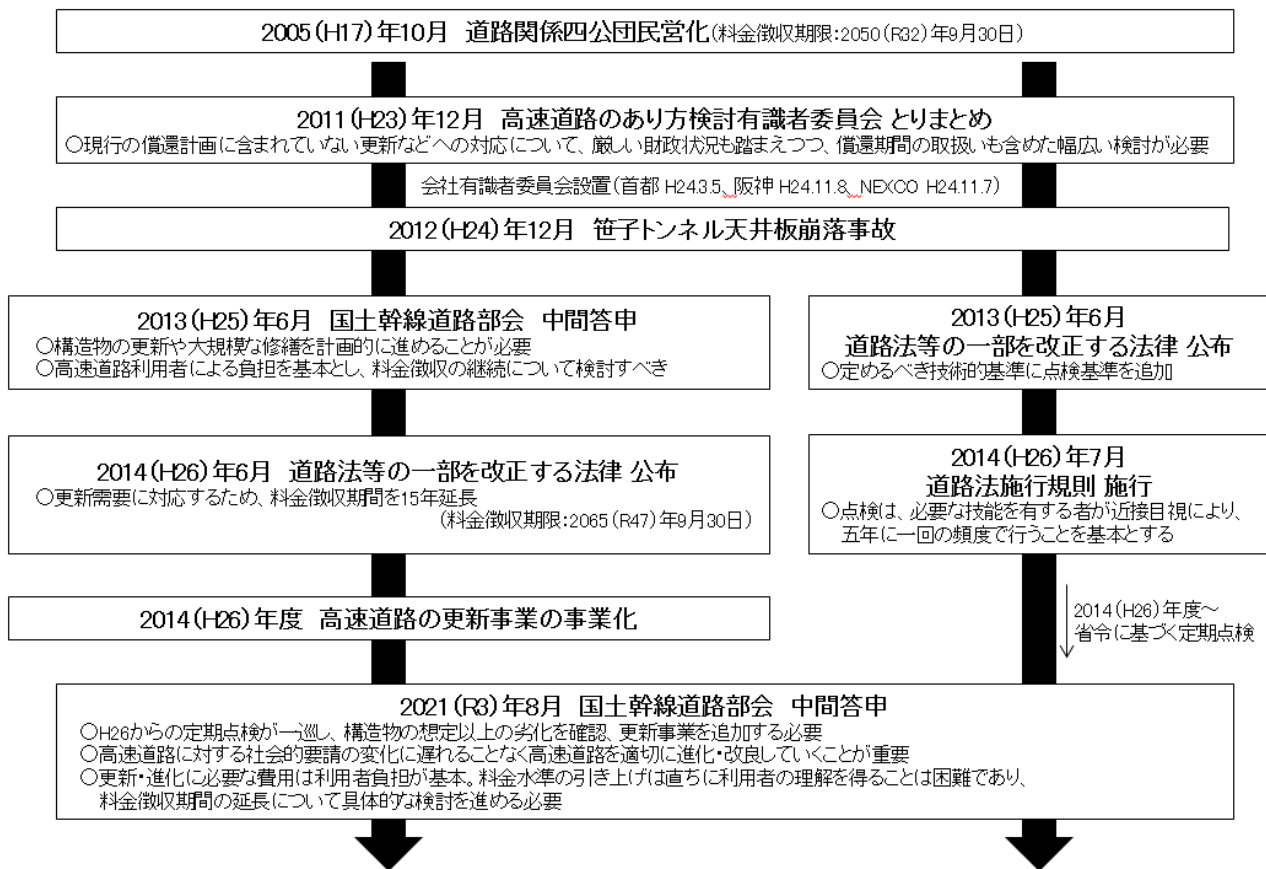 2005(H17)年10月 道路関係四公団民営化(料金徴収期限:2050(R32)年9月30日)
2011(H23)年12月 高速道路のあり方検討有識者委員会 とりまとめ
○現行の償還計画に含まれていない更新などへの対応について、厳しい財政状況も踏まえつつ、償還期間の取扱いも含めた幅広い検討が必要
会社有識者委員会設置(首都 H24.3.5、阪神 H24.11.8、NEXCO H24.11.7)
2012(H24)年12月 笹子トンネル天井板崩落事故
2013(H25)年6月 国土幹線道路部会 中間答申
○構造物の更新や大規模な修繕を計画的に進めることが必要
○高速道路利用者による負担を基本とし、料金徴収の継続について検討すべき
2013(H25)年6月
道路法等の一部を改正する法律 公布
○定めるべき技術的基準に点検基準を追加
2014(H26)年6月 道路法等の一部を改正する法律 公布
○更新需要に対応するため、料金徴収期間を15年延長
(料金徴収期限:2065(R47)年9月30日)
2014(H26)年7月
道路法施行規則 施行
○点検は、必要な技能を有する者が近接目視により、
五年に一回の頻度で行うことを基本とする
2014(H26)年度 高速道路の更新事業の事業化
2014(H26)年度~
省令に基づく定期点検
2021(R3)年8月 国土幹線道路部会 中間答申
○H26からの定期点検が一巡し、構造物の想定以上の劣化を確認、更新事業を追加する必要
○高速道路に対する社会的要請の変化に遅れることなく高速道路を適切に進化・改良していくことが重要
○更新・進化に必要な費用は利用者負担が基本。料金水準の引き上げは直ちに利用者の理解を得ることは困難であり、
料金徴収期間の延長について具体的な検討を進める必要